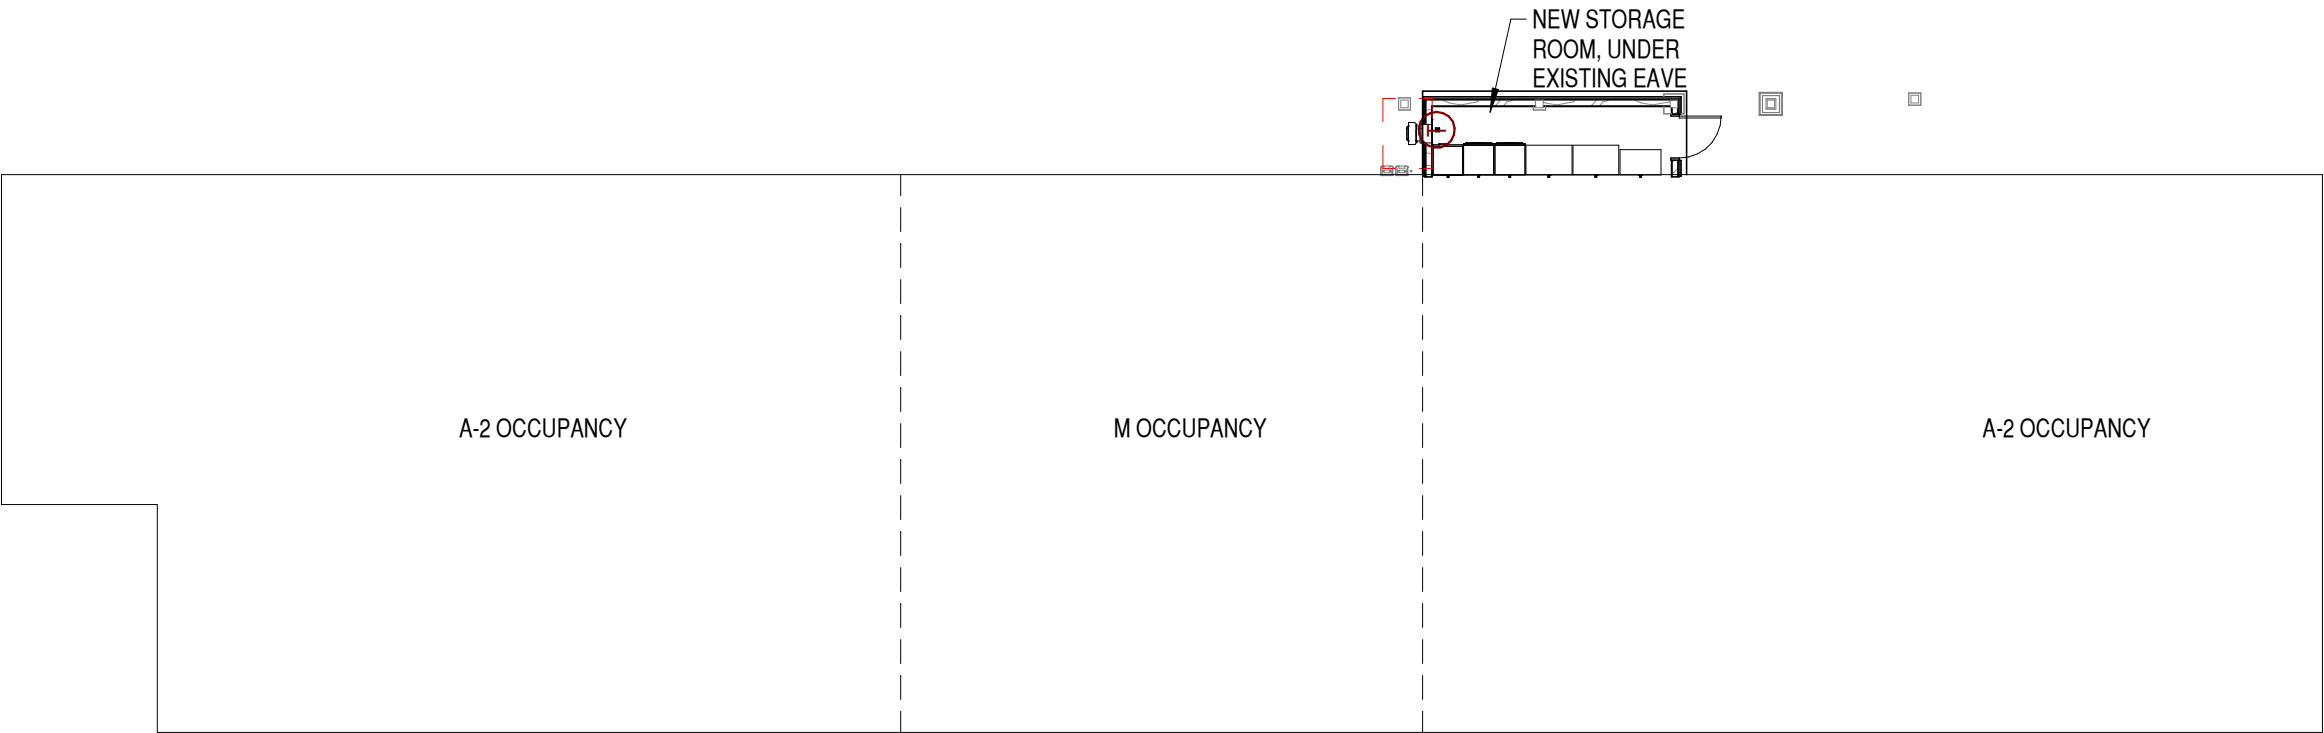 NEW STORAGE
ROOM, UNDER
EXISTING EAVE
A-2 OCCUPANCY
M OCCUPANCY
A-2 OCCUPANCY